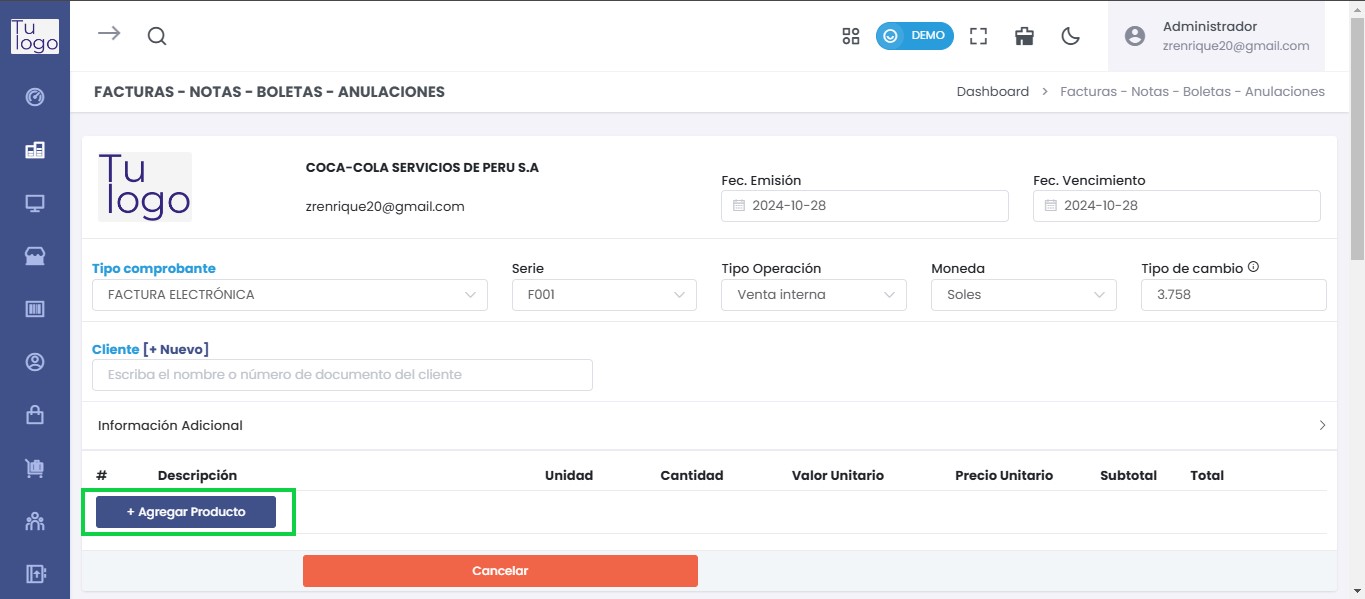 Tu
logo
DEMO
Administrador
zrenrique20@gmail.com
FACTURAS - NOTAS - BOLETAS - ANULACIONES
Dashboard > Facturas - Notas - Boletas - Anulaciones
Tu
logo
COCA-COLA SERVICIOS DE PERU S.A
zrenrique20@gmail.com
Fec. Emisión
2024-10-28
Fec. Vencimiento
2024-10-28
Tipo comprobante
FACTURA ELECTRÓNICA
Serie
F001
Tipo Operación
Venta interna
Moneda
Soles
Tipo de cambio
3.758
Cliente [+ Nuevo]
Escriba el nombre o número de documento del cliente
Información Adicional
# Descripción Unidad Cantidad Valor Unitario Precio Unitario Subtotal Total
+ Agregar Producto
Cancelar